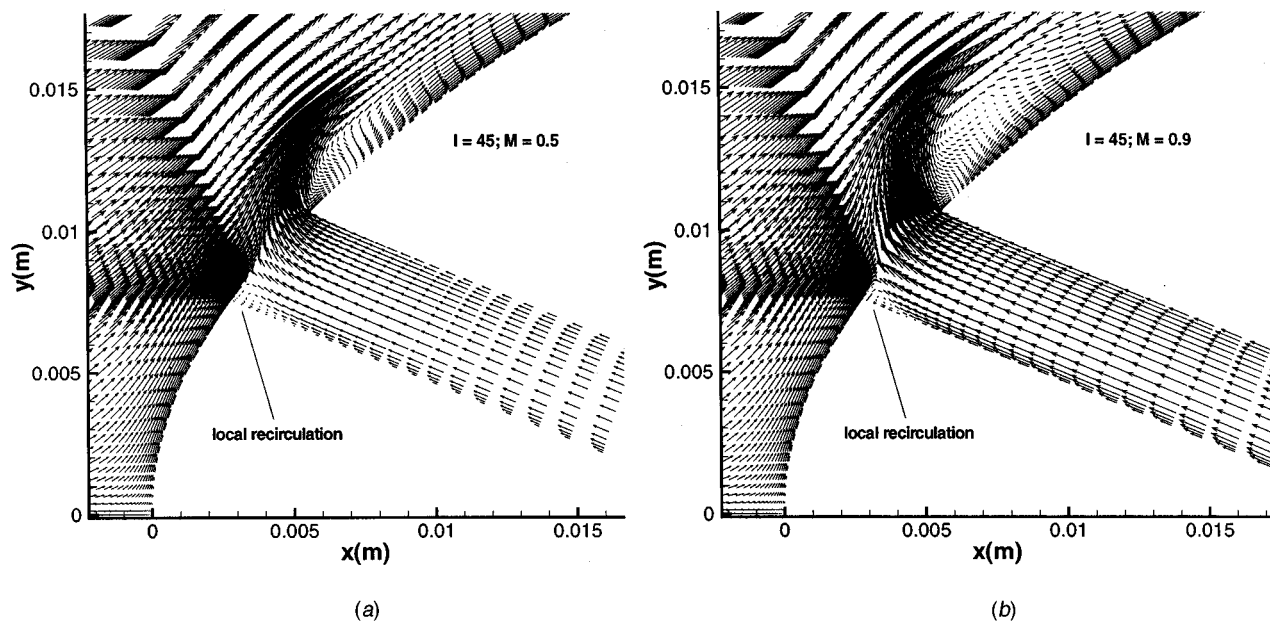 0.015
0.01
0.005
0
y(m)
I = 45; M = 0.5
local recirculation
0
0.005
0.01
0.015
x(m)
(a)
0.015
0.01
0.005
0
y(m)
I = 45; M = 0.9
local recirculation
0
0.005
0.01
0.015
x(m)
(b)